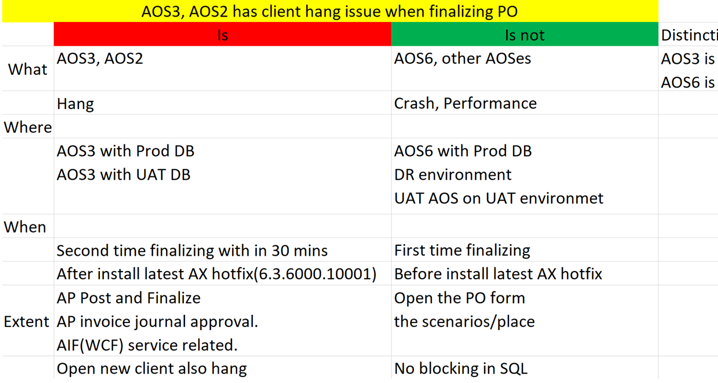 AOS3, AOS2 has client hang issue when finalizing PO
Is Is not Distincti
What AOS3, AOS2 AOS6, other AOSes AOS3 is
AOS6 is
Hang Crash, Performance
Where
AOS3 with Prod DB AOS6 with Prod DB
AOS3 with UAT DB DR environment
UAT AOS on UAT environmet
When
Second time finalizing with in 30 mins First time finalizing
After install latest AX hotfix(6.3.6000.10001) Before install latest AX hotfix
AP Post and Finalize Open the PO form
Extent AP invoice journal approval. the scenarios/place
AIF(WCF) service related.
Open new client also hang No blocking in SQL